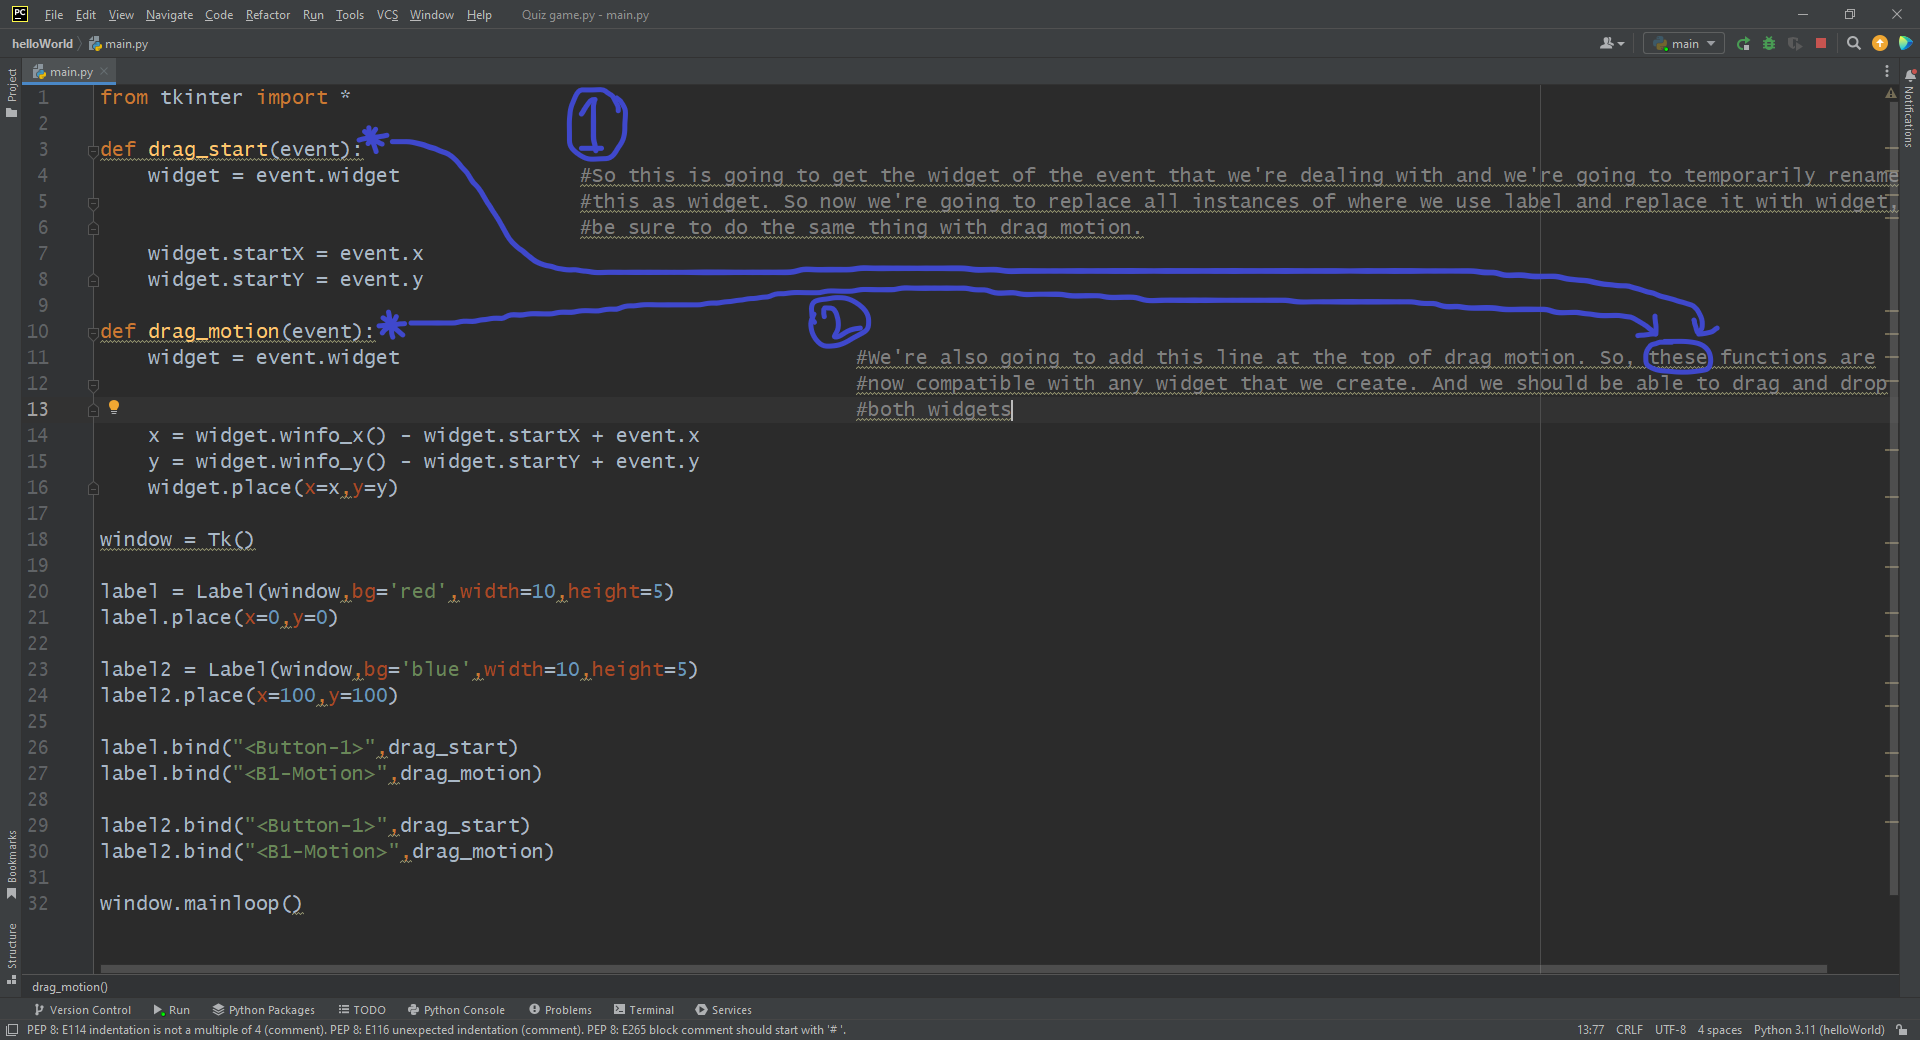 PC File Edit View Navigate Code Refactor Run Tools VCS Window Help Quiz game.py - main.py
helloWorld main.py main
Project main.py Notifications
1 from tkinter import *
2
3 def drag_start(event):
1
4 widget = event.widget #So this is going to get the widget of the event that we're dealing with and we're going to temporarily rename
5 #this as widget. So now we're going to replace all instances of where we use label and replace it with widget,
6 #be sure to do the same thing with drag motion.
7 widget.startX = event.x
8 widget.startY = event.y
9
10 def drag_motion(event):
2
11 widget = event.widget #We're also going to add this line at the top of drag motion. So, these functions are
12 #now compatible with any widget that we create. And we should be able to drag and drop
13 #both widgets
14 x = widget.winfo_x() - widget.startX + event.x
15 y = widget.winfo_y() - widget.startY + event.y
16 widget.place(x=x,y=y)
17
18 window = Tk()
19
20 label = Label(window,bg='red',width=10,height=5)
21 label.place(x=0,y=0)
22
23 label2 = Label(window,bg='blue',width=10,height=5)
24 label2.place(x=100,y=100)
25
26 label.bind("<Button-1>",drag_start)
27 label.bind("<B1-Motion>",drag_motion)
28
29 label2.bind("<Button-1>",drag_start)
30 label2.bind("<B1-Motion>",drag_motion)
31
32 window.mainloop()
Bookmarks
Structure
drag_motion()
Version Control Run Python Packages TODO Python Console Problems Terminal Services
PEP 8: E114 indentation is not a multiple of 4 (comment). PEP 8: E116 unexpected indentation (comment). PEP 8: E265 block comment should start with '# '. 13:77 CRLF UTF-8 4 spaces Python 3.11 (helloWorld)